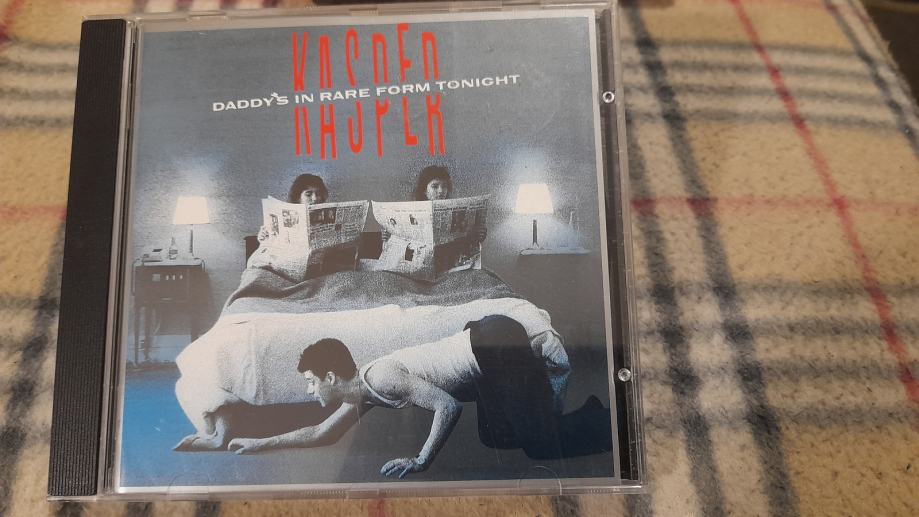 KASPER
DADDY'S IN RARE FORM TONIGHT